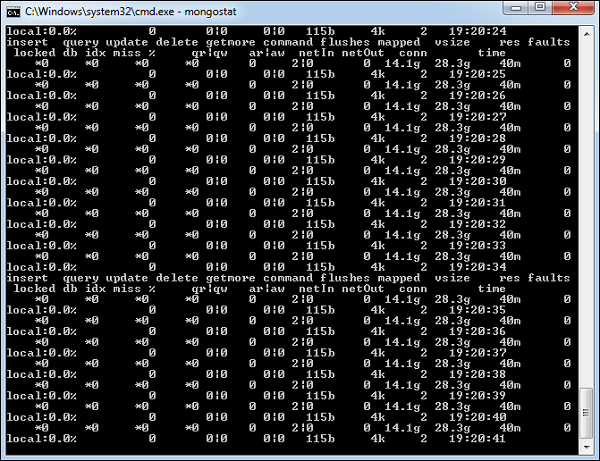 C:\Windows\system32\cmd.exe - mongostat
local:0.0% 0 0|0 0|0 115b 4k 2 19:20:24
insert query update delete getmore command flushes mapped vsize res faults
locked db idx miss % qr|qw ar|aw netIn netOut conn time
*0 *0 *0 *0 0 2|0 0 14.1g 28.3g 40m 0
local:0.0% 0 0|0 0|0 115b 4k 2 19:20:25
*0 *0 *0 *0 0 2|0 0 14.1g 28.3g 40m 0
local:0.0% 0 0|0 0|0 115b 4k 2 19:20:26
*0 *0 *0 *0 0 2|0 0 14.1g 28.3g 40m 0
local:0.0% 0 0|0 0|0 115b 4k 2 19:20:27
*0 *0 *0 *0 0 2|0 0 14.1g 28.3g 40m 0
local:0.0% 0 0|0 0|0 115b 4k 2 19:20:28
*0 *0 *0 *0 0 2|0 0 14.1g 28.3g 40m 0
local:0.0% 0 0|0 0|0 115b 4k 2 19:20:29
*0 *0 *0 *0 0 2|0 0 14.1g 28.3g 40m 0
local:0.0% 0 0|0 0|0 115b 4k 2 19:20:30
*0 *0 *0 *0 0 2|0 0 14.1g 28.3g 40m 0
local:0.0% 0 0|0 0|0 115b 4k 2 19:20:31
*0 *0 *0 *0 0 2|0 0 14.1g 28.3g 40m 0
local:0.0% 0 0|0 0|0 115b 4k 2 19:20:32
*0 *0 *0 *0 0 2|0 0 14.1g 28.3g 40m 0
local:0.0% 0 0|0 0|0 115b 4k 2 19:20:33
*0 *0 *0 *0 0 2|0 0 14.1g 28.3g 40m 0
local:0.0% 0 0|0 0|0 115b 4k 2 19:20:34
insert query update delete getmore command flushes mapped vsize res faults
locked db idx miss % qr|qw ar|aw netIn netOut conn time
*0 *0 *0 *0 0 2|0 0 14.1g 28.3g 40m 0
local:0.0% 0 0|0 0|0 115b 4k 2 19:20:35
*0 *0 *0 *0 0 2|0 0 14.1g 28.3g 40m 0
local:0.0% 0 0|0 0|0 115b 4k 2 19:20:36
*0 *0 *0 *0 0 2|0 0 14.1g 28.3g 40m 0
local:0.0% 0 0|0 0|0 115b 4k 2 19:20:37
*0 *0 *0 *0 0 2|0 0 14.1g 28.3g 40m 0
local:0.0% 0 0|0 0|0 115b 4k 2 19:20:38
*0 *0 *0 *0 0 2|0 0 14.1g 28.3g 40m 0
local:0.0% 0 0|0 0|0 115b 4k 2 19:20:39
*0 *0 *0 *0 0 2|0 0 14.1g 28.3g 40m 0
local:0.0% 0 0|0 0|0 115b 4k 2 19:20:40
*0 *0 *0 *0 0 2|0 0 14.1g 28.3g 40m 0
local:0.0% 0 0|0 0|0 115b 4k 2 19:20:41